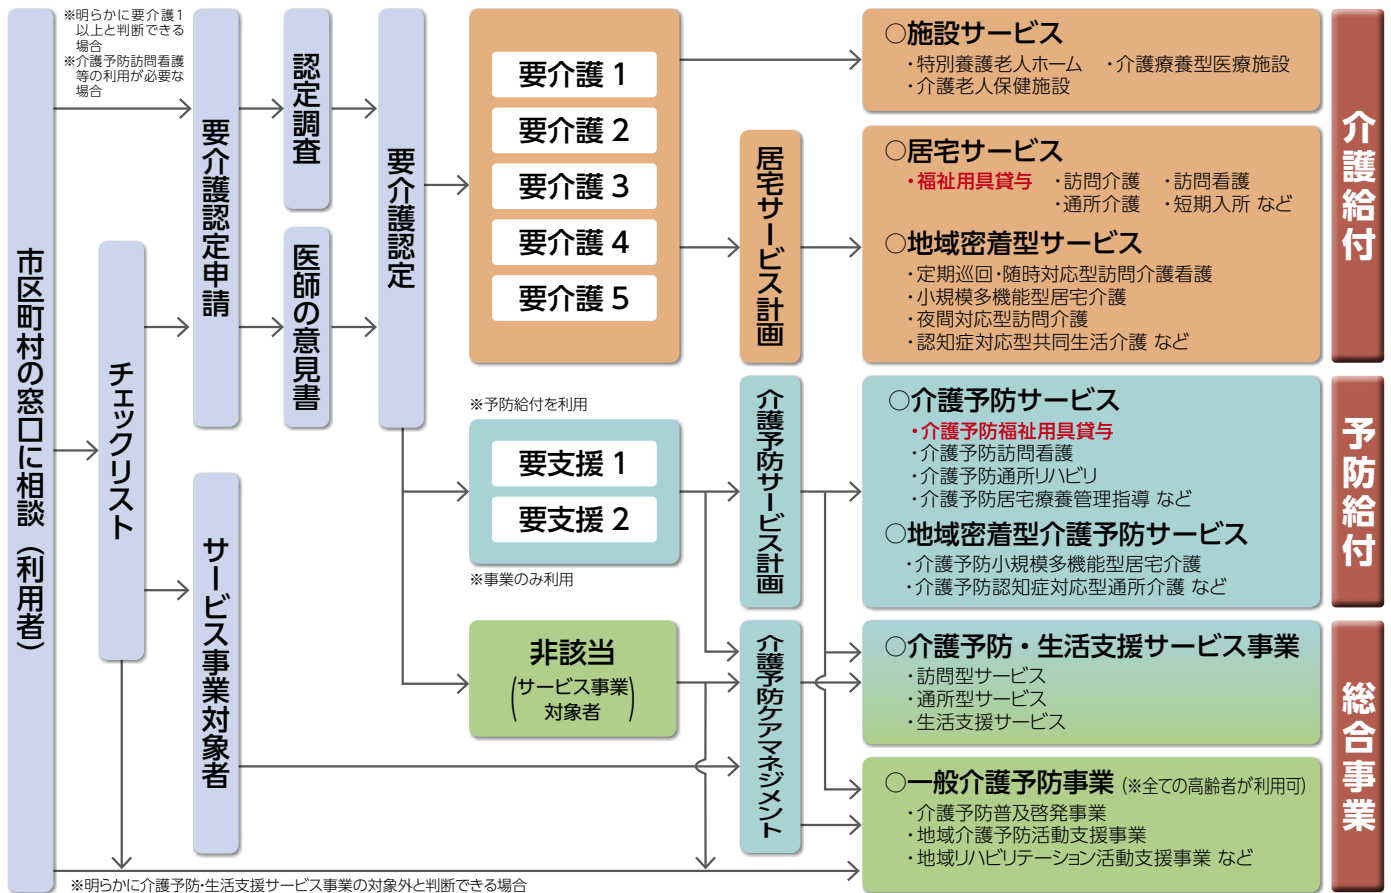 ※明らかに要介護1
以上と判断できる
場合
※介護予防訪問看護
等の利用が必要な
場合
市区町村の窓口に相談（利用者）
チェックリスト
要介護認定申請
サービス事業対象者
認定調査
医師の意見書
要介護認定
要介護 1
要介護 2
要介護 3
要介護 4
要介護 5
※予防給付を利用
要支援 1
要支援 2
※事業のみ利用
非該当
(サービス事業
対象者)
居宅サービス計画
介護予防サービス計画
介護予防ケアマネジメント
○施設サービス
・特別養護老人ホーム ・介護療養型医療施設
・介護老人保健施設
○居宅サービス
・福祉用具貸与 ・訪問介護 ・訪問看護
・通所介護 ・短期入所 など
○地域密着型サービス
・定期巡回・随時対応型訪問介護看護
・小規模多機能型居宅介護
・夜間対応型訪問介護
・認知症対応型共同生活介護 など
介護給付
○介護予防サービス
・介護予防福祉用具貸与
・介護予防訪問看護
・介護予防通所リハビリ
・介護予防居宅療養管理指導 など
○地域密着型介護予防サービス
・介護予防小規模多機能型居宅介護
・介護予防認知症対応型通所介護 など
予防給付
○介護予防・生活支援サービス事業
・訪問型サービス
・通所型サービス
・生活支援サービス
○一般介護予防事業 (※全ての高齢者が利用可)
・介護予防普及啓発事業
・地域介護予防活動支援事業
・地域リハビリテーション活動支援事業 など
総合事業
※明らかに介護予防・生活支援サービス事業の対象外と判断できる場合